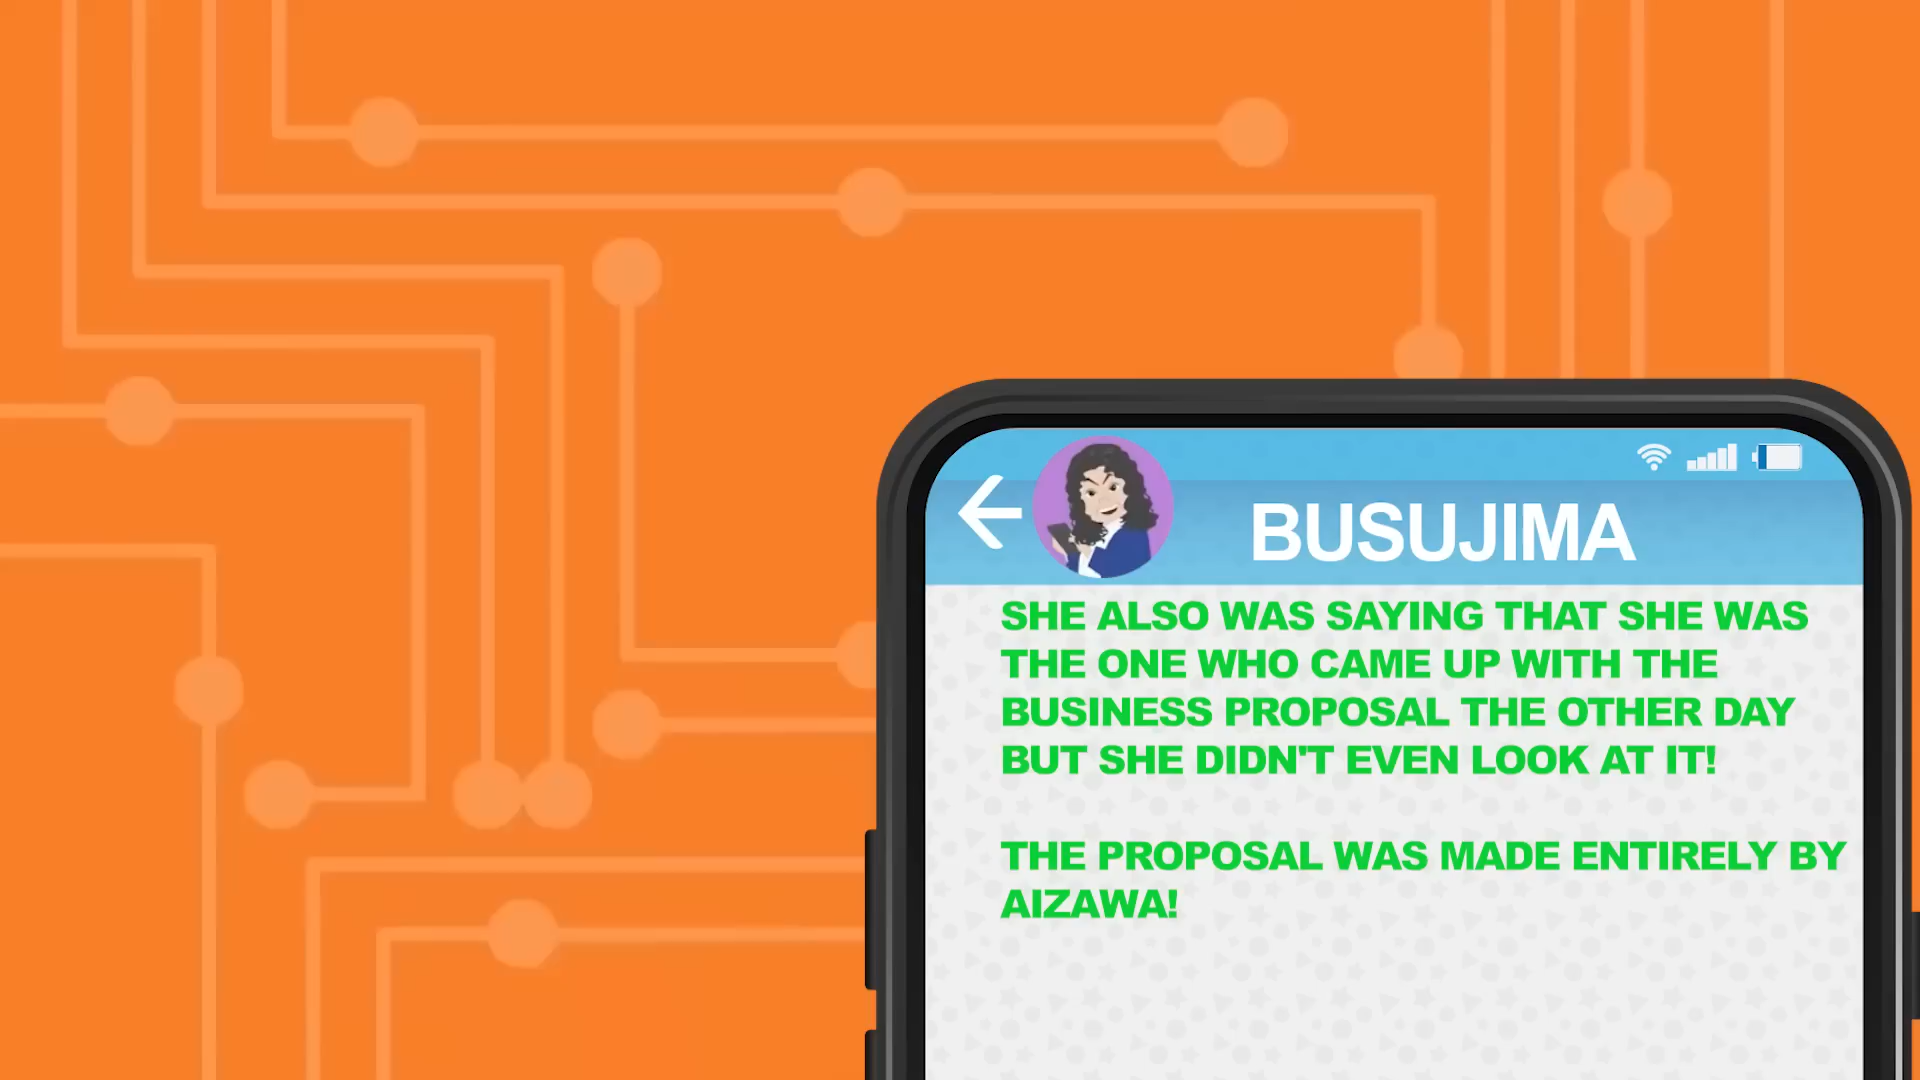 BUSUJIMA
SHE ALSO WAS SAYING THAT SHE WAS
THE ONE WHO CAME UP WITH THE
BUSINESS PROPOSAL THE OTHER DAY
BUT SHE DIDN'T EVEN LOOK AT IT!
THE PROPOSAL WAS MADE ENTIRELY BY
AIZAWA!